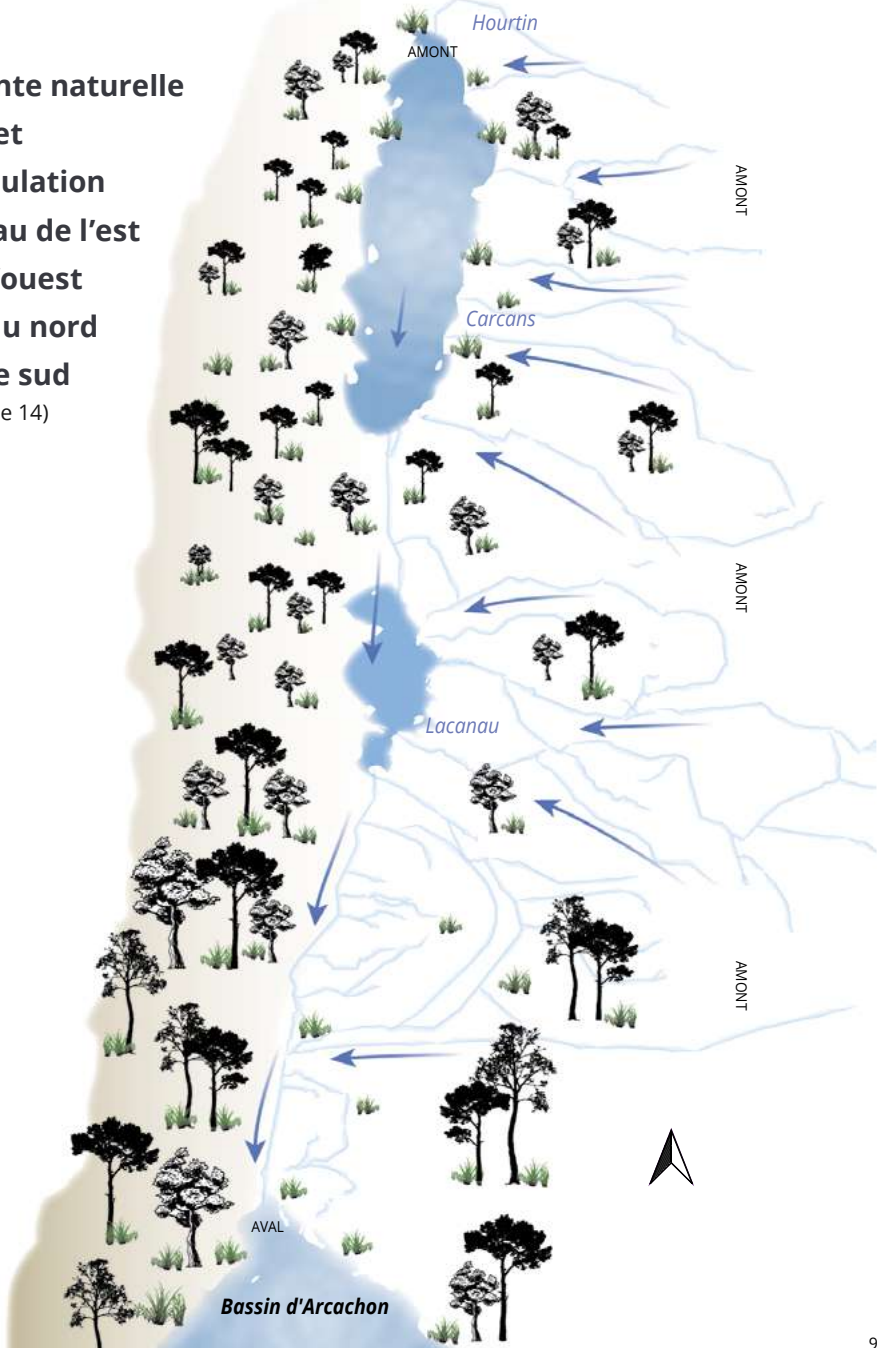 nte naturelle
et
ulation
au de l’est
ouest
u nord
e sud
e 14)
Hourtin
AMONT
AMONT
Carcans
AMONT
Lacanau
AMONT
AVAL
Bassin d'Arcachon
9